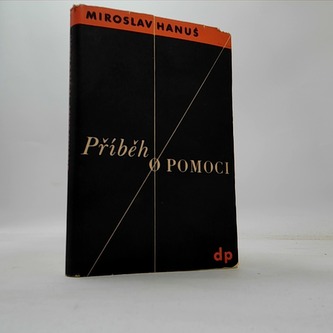 MIROSLAV HANUŠ
Příběh
O POMOCI
dp